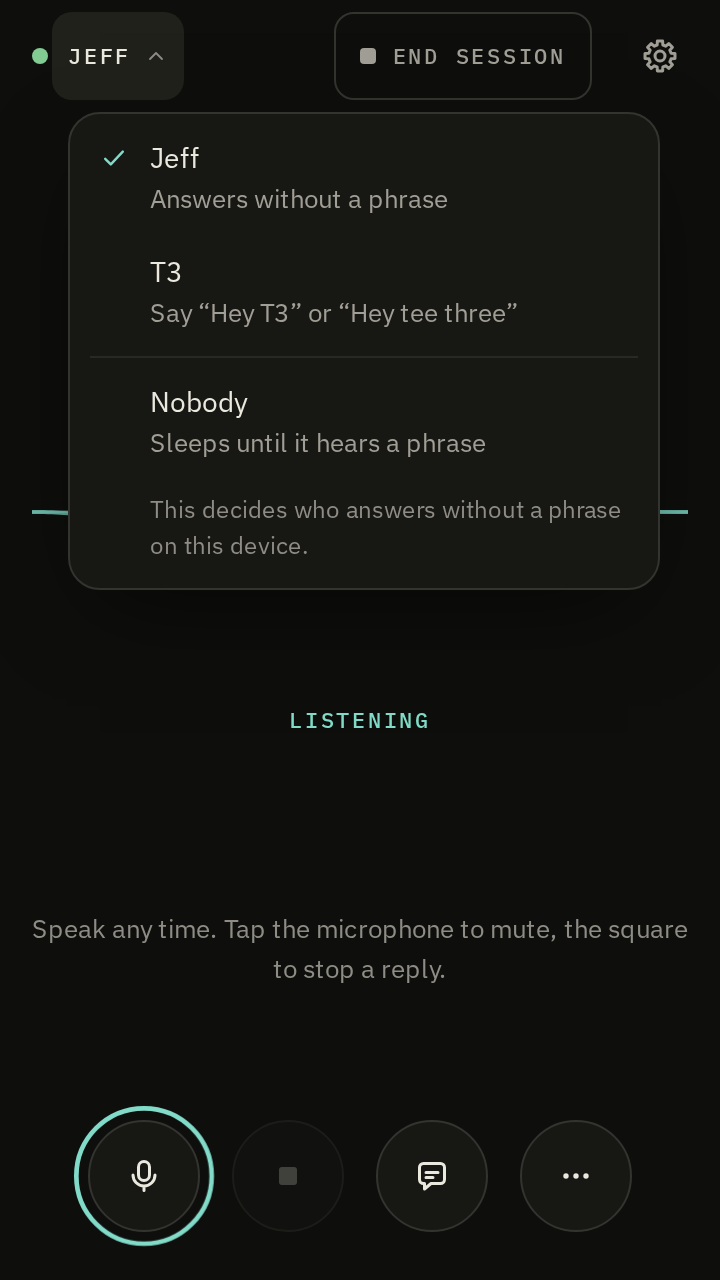 JEFF
END SESSION
Jeff
Answers without a phrase
T3
Say “Hey T3” or “Hey tee three”
Nobody
Sleeps until it hears a phrase
This decides who answers without a phrase
on this device.
LISTENING
Speak any time. Tap the microphone to mute, the square
to stop a reply.